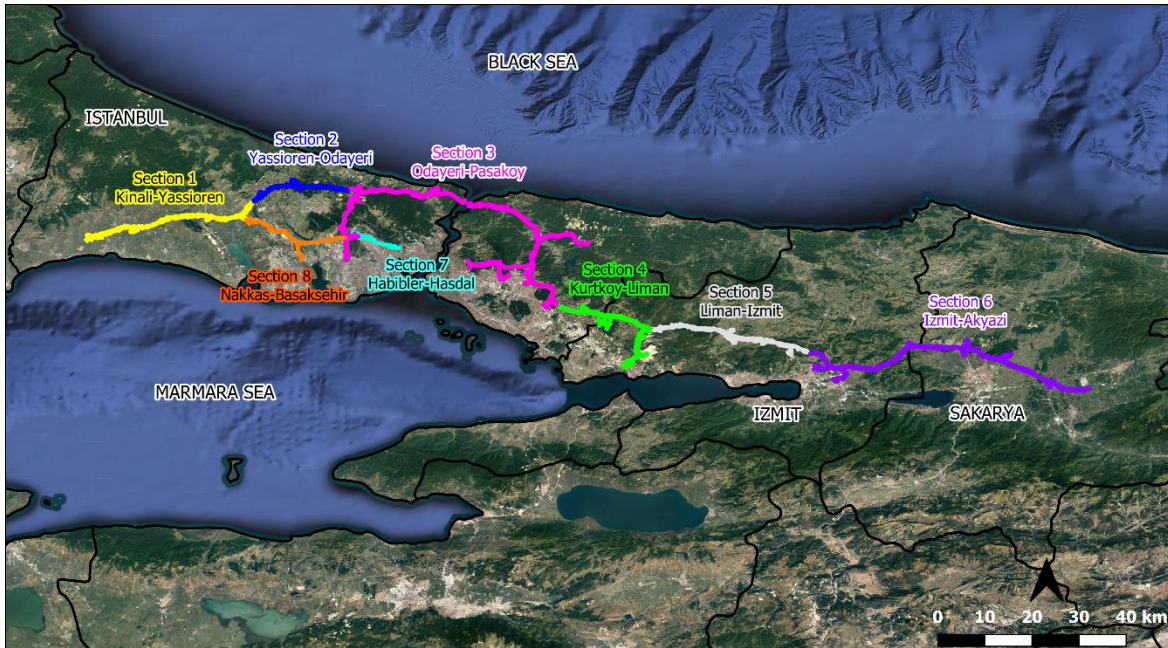 BLACK SEA
ISTANBUL
Section 2
Yassioren-Odayeri
Section 3
Odayeri-Pasakoy
Section 1
Kinali-Yassioren
Section 8
Nakkas-Basaksehir
Section 7
Habibler-Hasdal
Section 4
Kurtkoy-Liman
Section 5
Liman-Izmit
Section 6
Izmit-Akyazi
MARMARA SEA
IZMIT
SAKARYA
0 10 20 30 40 km